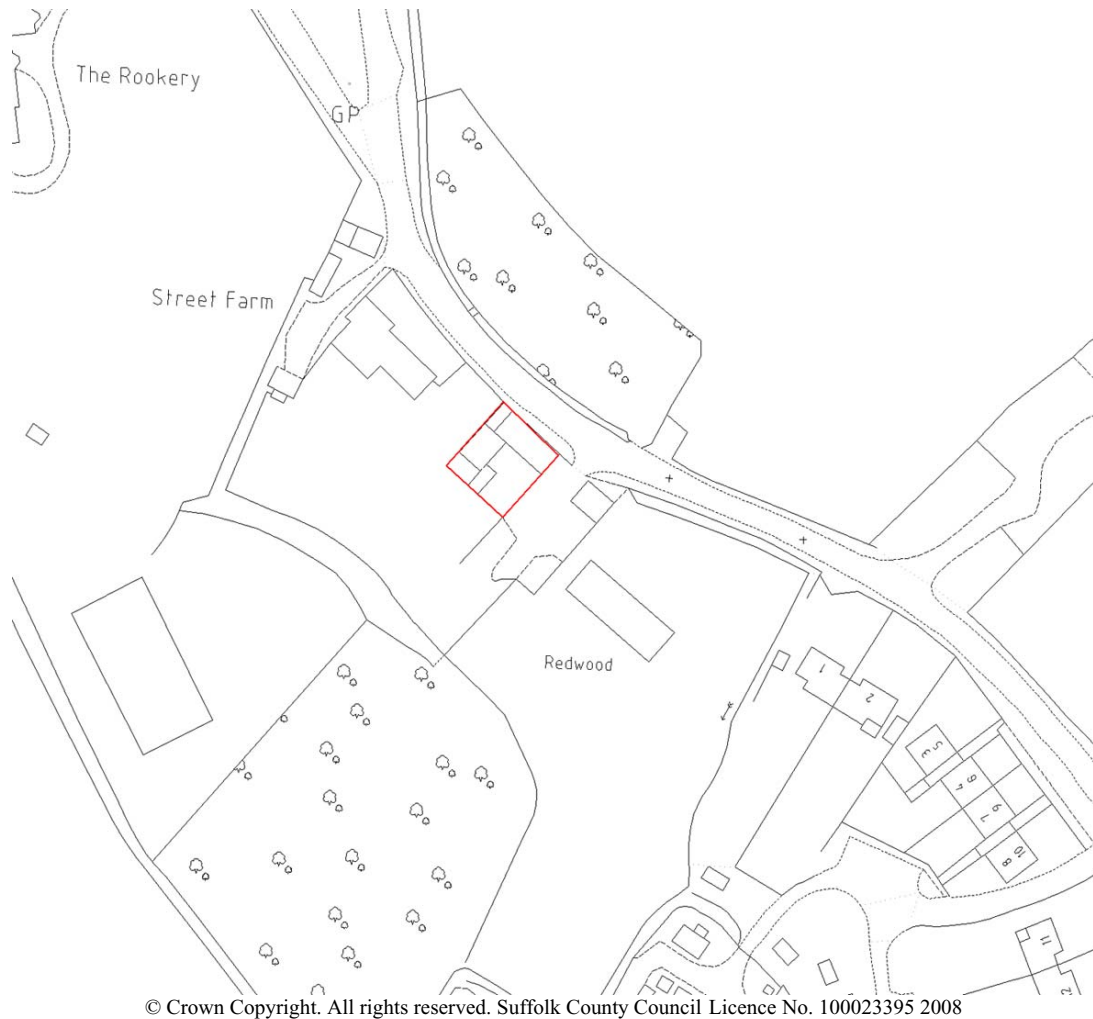 The Rookery
GP
Street Farm
Redwood
1
2
5
3
6
4
9
7
10
8
11
© Crown Copyright. All rights reserved. Suffolk County Council Licence No. 100023395 2008